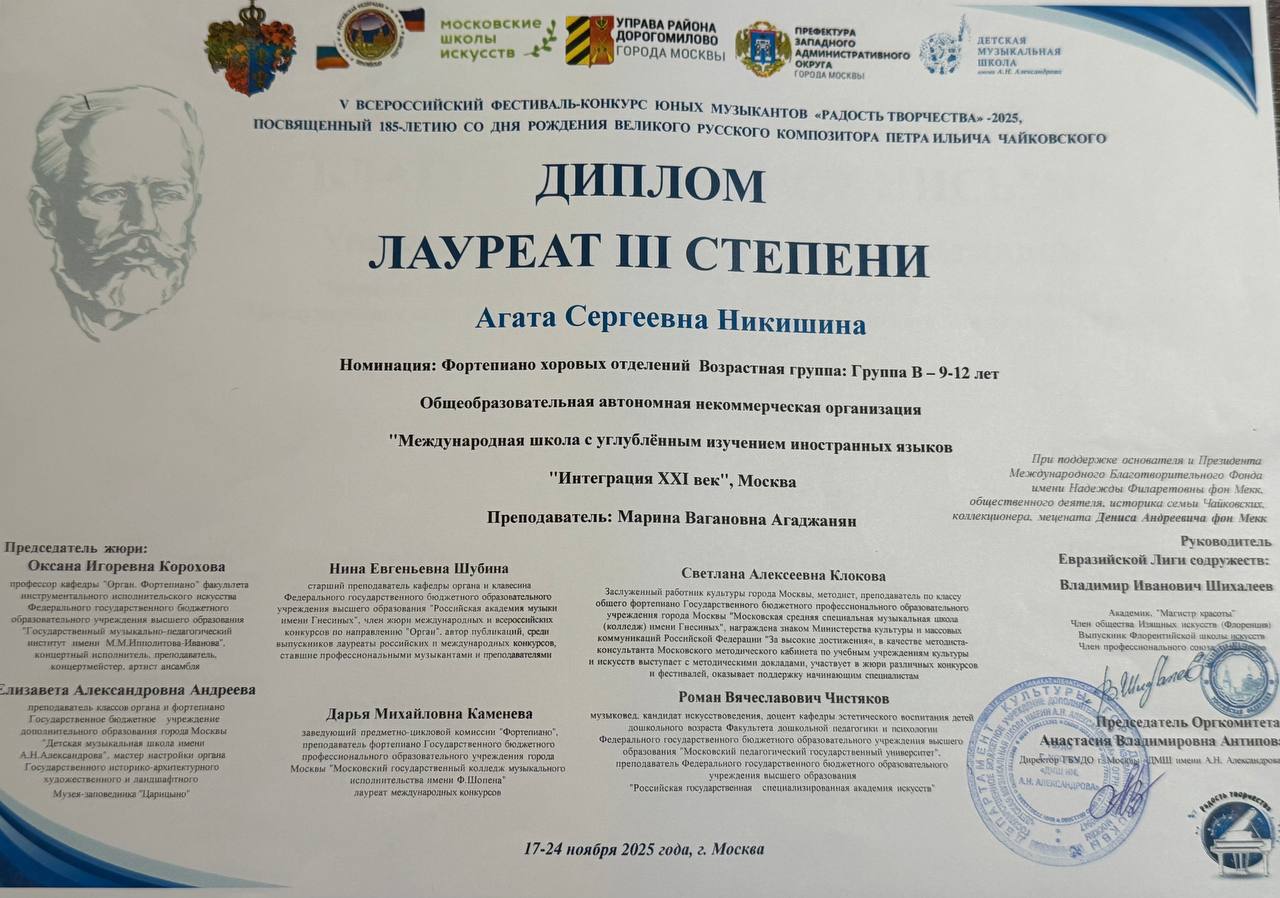 МОСКОВСКИЕ
ШКОЛЫ
ИСКУССТВ
УПРАВА РАЙОНА
ДОРОГОМИЛОВО
ГОРОДА МОСКВЫ
ПРЕФЕКТУРА
ЗАПАДНОГО
АДМИНИСТРАТИВНОГО
ОКРУГА
ГОРОДА МОСКВЫ
ДЕТСКАЯ
МУЗЫКАЛЬНАЯ
ШКОЛА
имени А.Н. Александрова
V ВСЕРОССИЙСКИЙ ФЕСТИВАЛЬ-КОНКУРС ЮНЫХ МУЗЫКАНТОВ «РАДОСТЬ ТВОРЧЕСТВА» -2025,
ПОСВЯЩЕННЫЙ 185-ЛЕТИЮ СО ДНЯ РОЖДЕНИЯ ВЕЛИКОГО РУССКОГО КОМПОЗИТОРА ПЕТРА ИЛЬИЧА ЧАЙКОВСКОГО
ДИПЛОМ
ЛАУРЕАТ III СТЕПЕНИ
Агата Сергеевна Никишина
Номинация: Фортепиано хоровых отделений Возрастная группа: Группа В – 9-12 лет
Общеобразовательная автономная некоммерческая организация
"Международная школа с углублённым изучением иностранных языков
"Интеграция XXI век", Москва
Преподаватель: Марина Вагановна Агаджанян
При поддержке основателя и Президента
Международного Благотворительного Фонда
имени Надежды Филаретовны фон Мекк,
общественного деятеля, историка семьи Чайковских,
коллекционера, мецената Дениса Андреевича фон Мекк
Председатель жюри:
Оксана Игоревна Корохова
профессор кафедры "Орган. Фортепиано" факультета
инструментального исполнительского искусства
Федерального государственного бюджетного
образовательного учреждения высшего образования
"Государственный музыкально-педагогический
институт имени М.М.Ипполитова-Иванова",
концертный исполнитель, преподаватель,
концертмейстер, артист ансамбля
Елизавета Александровна Андреева
преподаватель классов органа и фортепиано
Государственное бюджетное учреждение
дополнительного образования города Москвы
"Детская музыкальная школа имени
А.Н.Александрова", мастер настройки органа
Государственного историко-архитектурного
художественного и ландшафтного
Музея-заповедника "Царицыно"
Нина Евгеньевна Шубина
старший преподаватель кафедры органа и клавесина
Федерального государственного бюджетного образовательного
учреждения высшего образования "Российская академия музыки
имени Гнесиных", член жюри международных и всероссийских
конкурсов по направлению "Орган", автор публикаций, среди
выпускников лауреаты российских и международных конкурсов,
ставшие профессиональными музыкантами и преподавателями
Дарья Михайловна Каменева
заведующий предметно-цикловой комиссии "Фортепиано",
преподаватель фортепиано Государственного бюджетного
профессионального образовательного учреждения города
Москвы "Московский государственный колледж музыкального
исполнительства имени Ф.Шопена"
лауреат международных конкурсов
Светлана Алексеевна Клокова
Заслуженный работник культуры города Москвы, методист, преподаватель по классу
общего фортепиано Государственного бюджетного профессионального образовательного
учреждения города Москвы "Московская средняя специальная музыкальная школа
(колледж) имени Гнесиных", награждена знаком Министерства культуры и массовых
коммуникаций Российской Федерации "За высокие достижения«, в качестве методиста-
консультанта Московского методического кабинета по учебным учреждениям культуры
и искусств выступает с методическими докладами, участвует в жюри различных конкурсов
и фестивалей, оказывает поддержку начинающим специалистам
Роман Вячеславович Чистяков
музыковед, кандидат искусствоведения, доцент кафедры эстетического воспитания детей
дошкольного возраста Факультета дошкольной педагогики и психологии
Федерального государственного бюджетного образовательного учреждения высшего
образования "Московский педагогический государственный университет",
преподаватель Федерального государственного бюджетного образовательного
учреждения высшего образования
"Российская государственная специализированная академия искусств"
Руководитель
Евразийской Лиги содружеств:
Владимир Иванович Шихалеев
Академик, "Магистр красоты"
Член общества Изящных искусств (Флоренция)
Выпускник Флорентийской школы искусств
Член профессионального союза
Председатель Оргкомитета
Анастасия Владимировна Антипова
Директор ГБУДО г. Москвы «ДМШ имени А.Н. Александрова
«ДМШ ИМ.
А.Н. АЛЕКСАНДРОВА»
радость творчества
17-24 ноября 2025 года, г. Москва